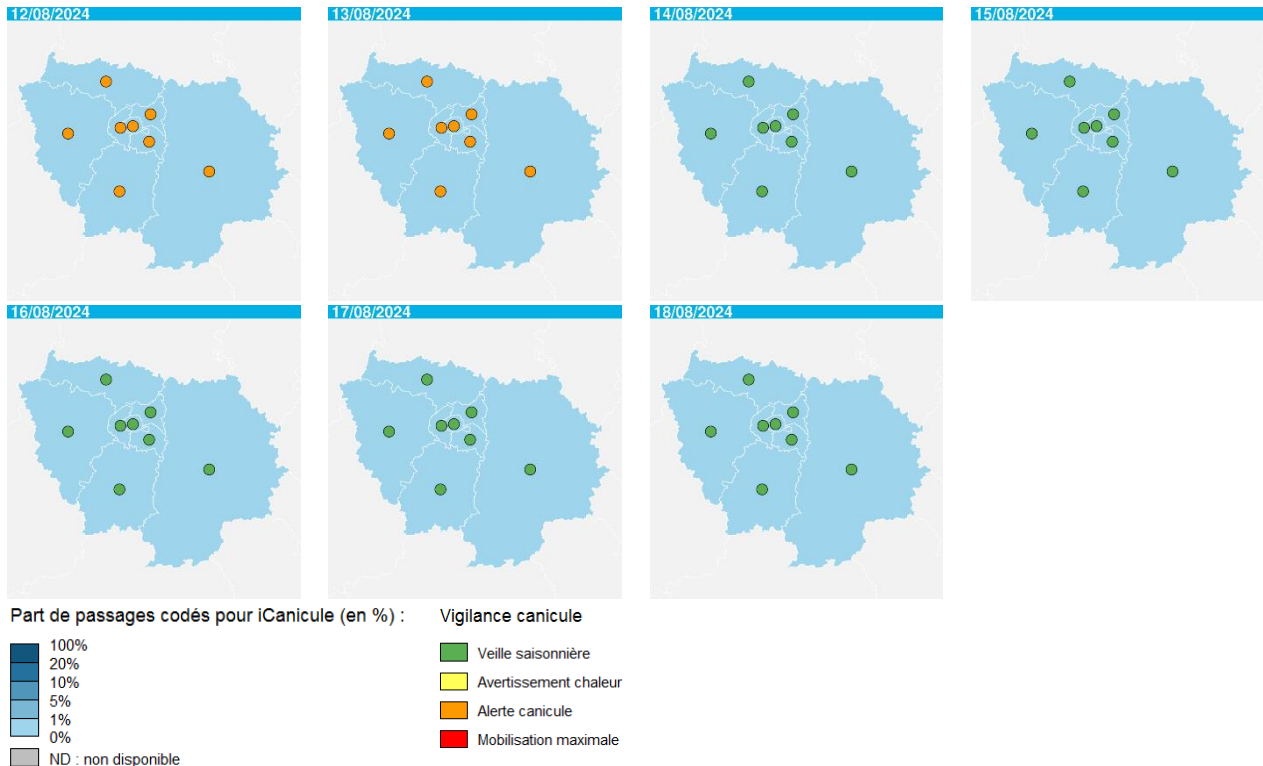 12/08/2024
13/08/2024
14/08/2024
15/08/2024
16/08/2024
17/08/2024
18/08/2024
Part de passages codés pour iCanicule (en %) :
100%
20%
10%
5%
1%
0%
ND : non disponible
Vigilance canicule
Veille saisonnière
Avertissement chaleur
Alerte canicule
Mobilisation maximale